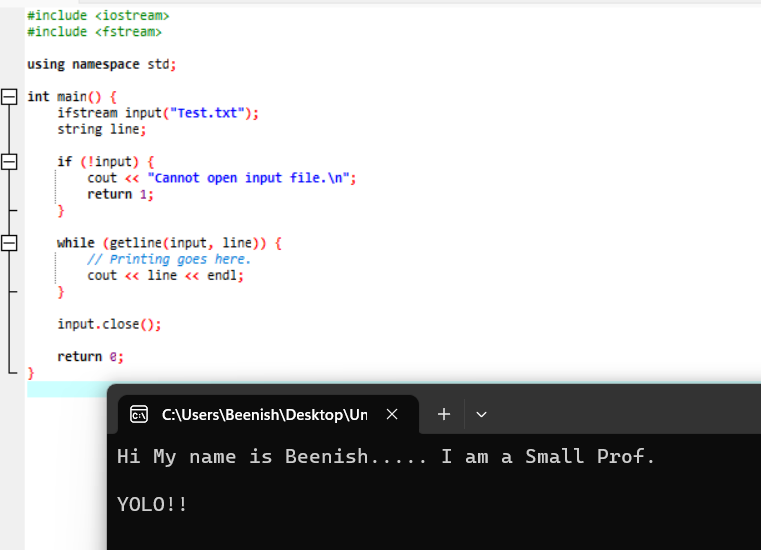 #include <iostream>
#include <fstream>
using namespace std;
int main() {
ifstream input("Test.txt");
string line;
if (!input) {
cout << "Cannot open input file.\n";
return 1;
}
while (getline(input, line)) {
// Printing goes here.
cout << line << endl;
}
input.close();
return 0;
}
C:\Users\Beenish\Desktop\Un
Hi My name is Beenish..... I am a Small Prof.
YOLO!!